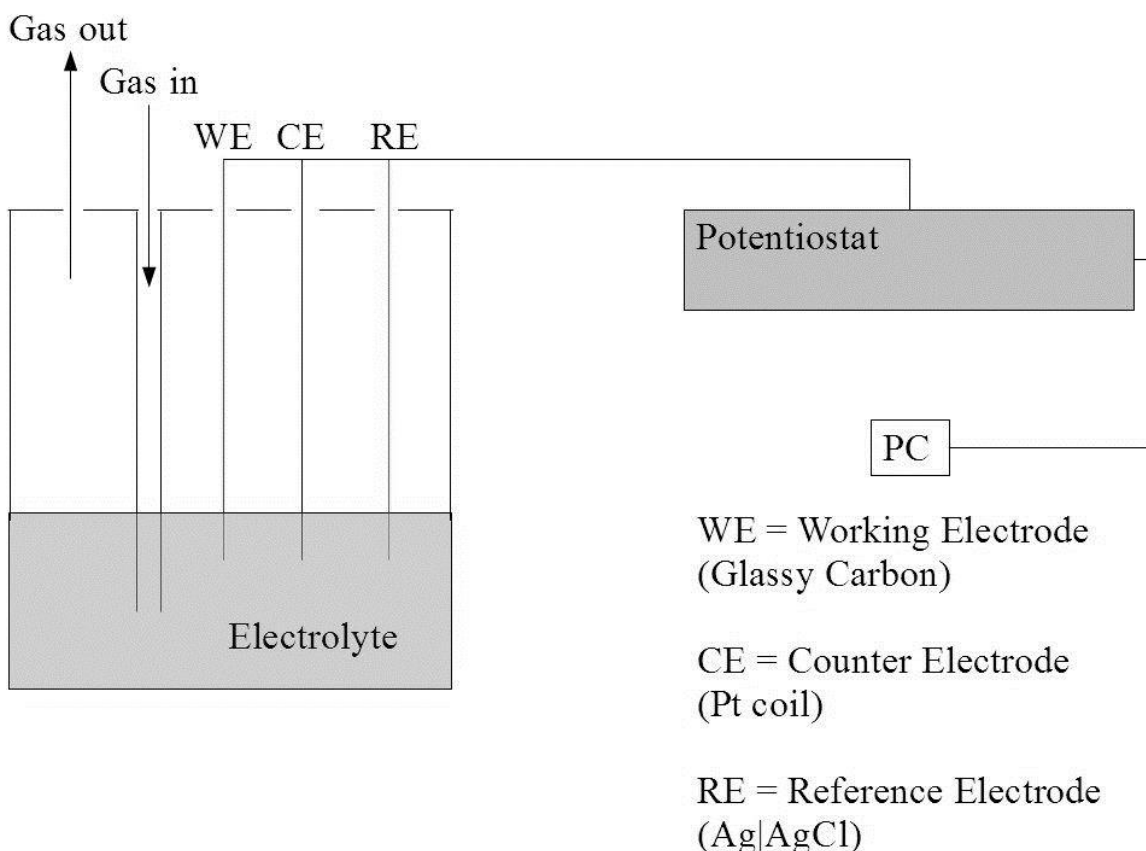 Gas out
Gas in
WE CE RE
Potentiostat
PC
Electrolyte
WE = Working Electrode
(Glassy Carbon)
CE = Counter Electrode
(Pt coil)
RE = Reference Electrode
(Ag|AgCl)